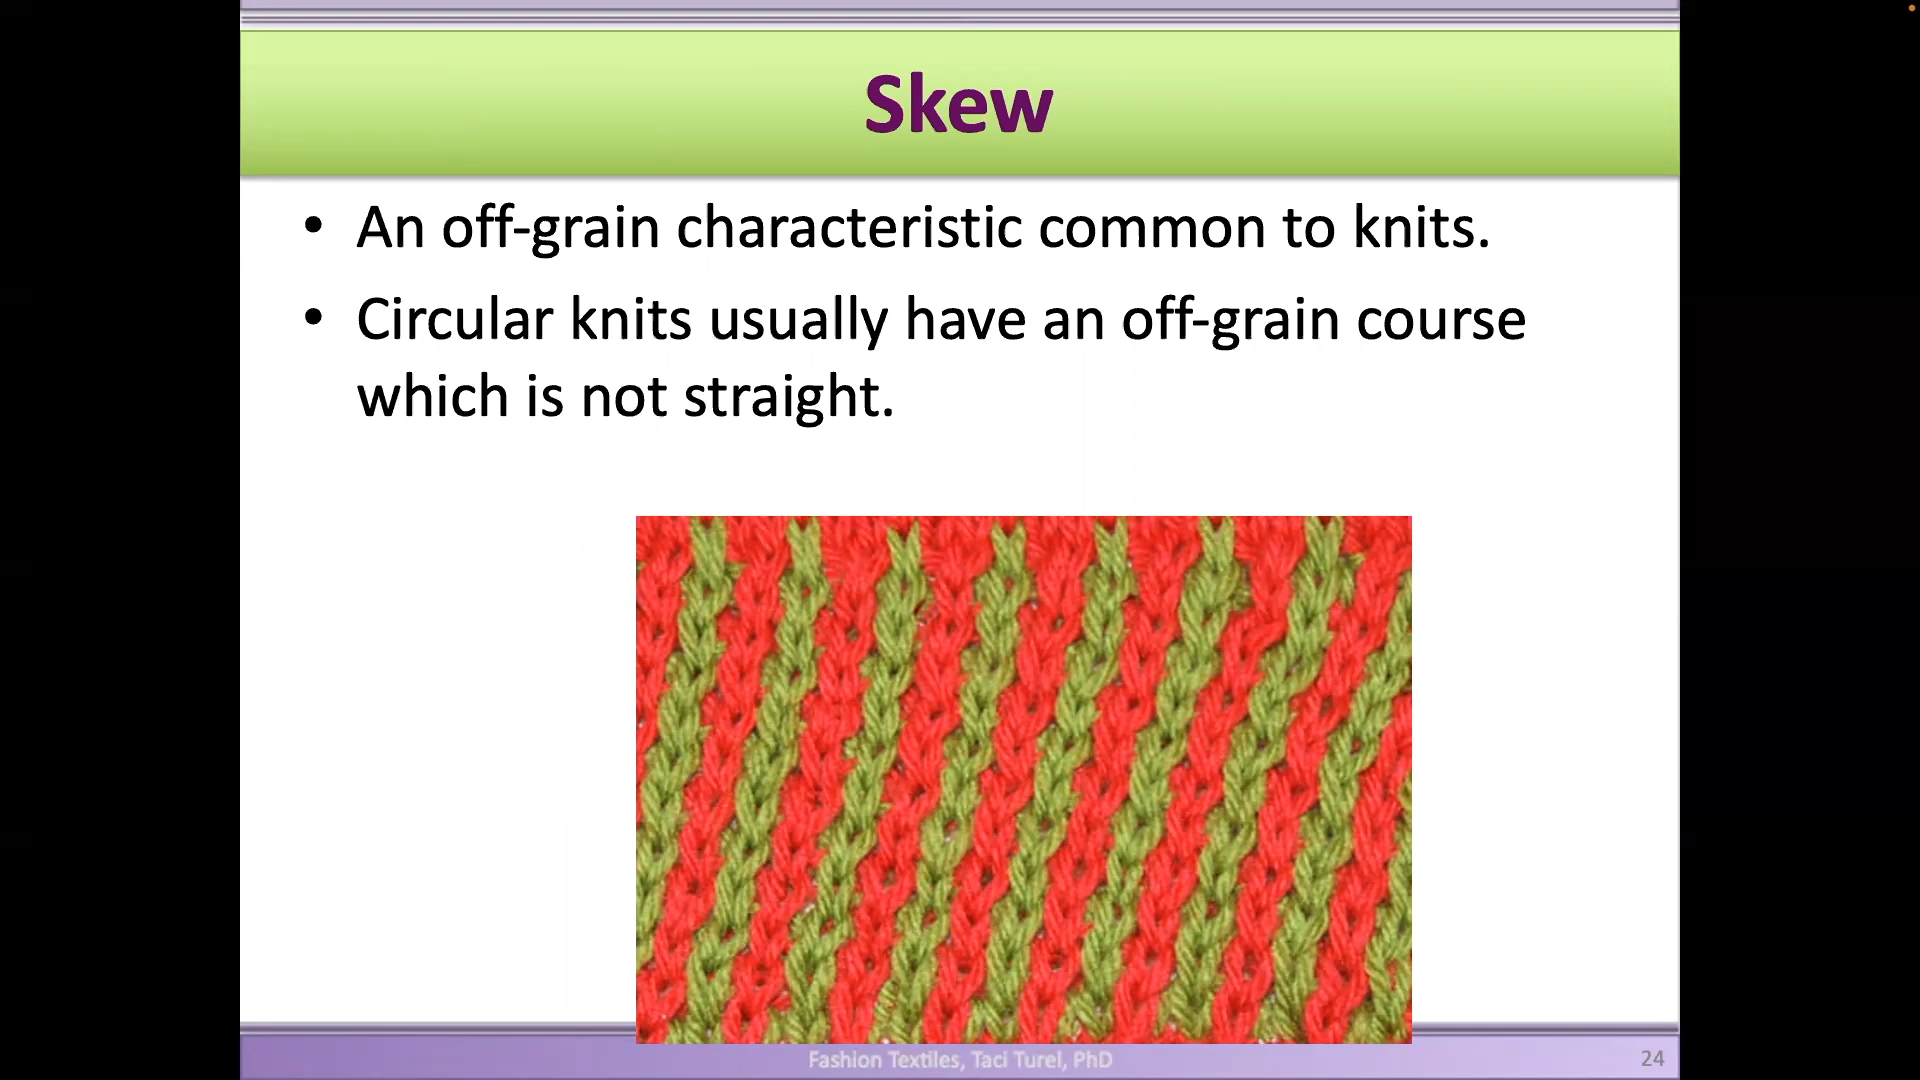 Skew
• An off-grain characteristic common to knits.
• Circular knits usually have an off-grain course
which is not straight.
Fashion Textiles, Taci Turel, PhD
24